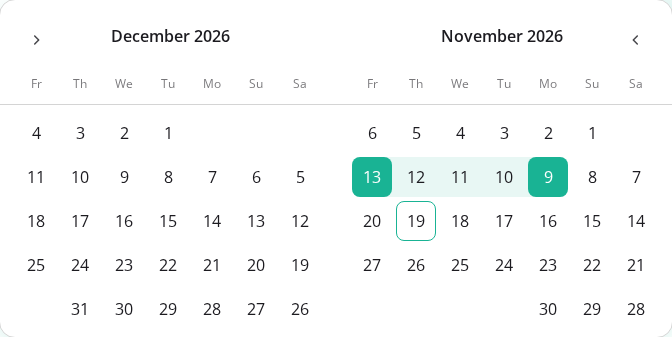 December 2026
Fr Th We Tu Mo Su Sa
4 3 2 1
11 10 9 8 7 6 5
18 17 16 15 14 13 12
25 24 23 22 21 20 19
31 30 29 28 27 26
November 2026
Fr Th We Tu Mo Su Sa
6 5 4 3 2 1
13 12 11 10 9 8 7
20 19 18 17 16 15 14
27 26 25 24 23 22 21
30 29 28